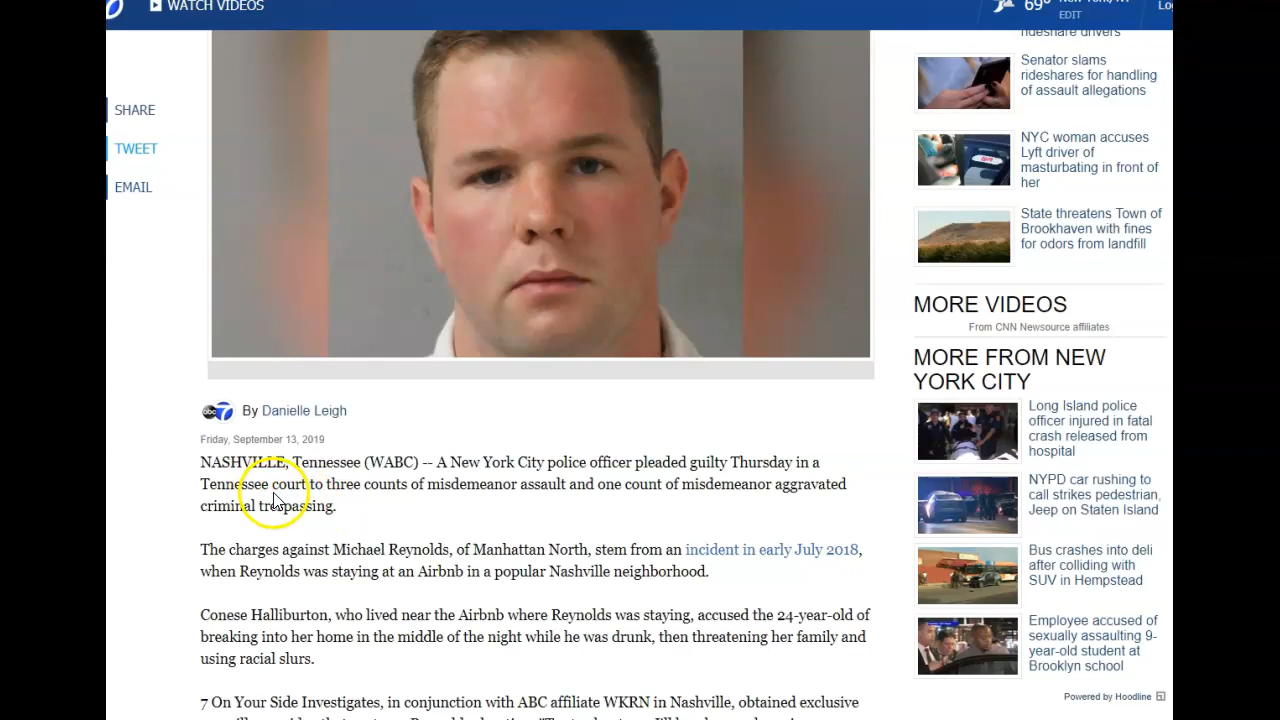 WATCH VIDEOS
69°
EDIT
SHARE
TWEET
EMAIL
By Danielle Leigh
Friday, September 13, 2019
NASHVILLE, Tennessee (WABC) -- A New York City police officer pleaded guilty Thursday in a
Tennessee court to three counts of misdemeanor assault and one count of misdemeanor aggravated
criminal trespassing.
The charges against Michael Reynolds, of Manhattan North, stem from an incident in early July 2018,
when Reynolds was staying at an Airbnb in a popular Nashville neighborhood.
Conese Halliburton, who lived near the Airbnb where Reynolds was staying, accused the 24-year-old of
breaking into her home in the middle of the night while he was drunk, then threatening her family and
using racial slurs.
7 On Your Side Investigates, in conjunction with ABC affiliate WKRN in Nashville, obtained exclusive
rideshare drivers
Senator slams
rideshares for handling
of assault allegations
NYC woman accuses
Lyft driver of
masturbating in front of
her
State threatens Town of
Brookhaven with fines
for odors from landfill
MORE VIDEOS
From CNN Newsource affiliates
MORE FROM NEW
YORK CITY
Long Island police
officer injured in fatal
crash released from
hospital
NYPD car rushing to
call strikes pedestrian,
Jeep on Staten Island
Bus crashes into deli
after colliding with
SUV in Hempstead
Employee accused of
sexually assaulting 9-
year-old student at
Brooklyn school
Powered by Hoodline